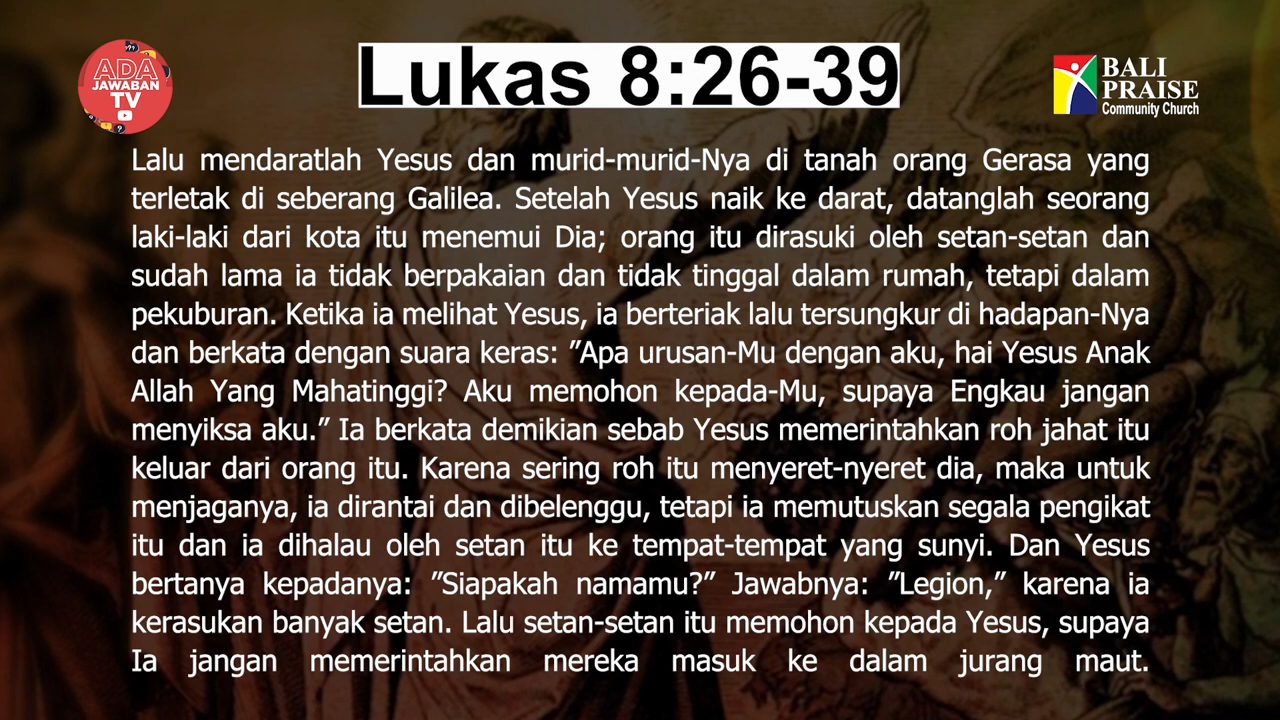 ADA
JAWABAN
TV
Lukas 8:26-39
BALI
PRAISE
Community Church
Lalu mendaratlah Yesus dan murid-murid-Nya di tanah orang Gerasa yang
terletak di seberang Galilea. Setelah Yesus naik ke darat, datanglah seorang
laki-laki dari kota itu menemui Dia; orang itu dirasuki oleh setan-setan dan
sudah lama ia tidak berpakaian dan tidak tinggal dalam rumah, tetapi dalam
pekuburan. Ketika ia melihat Yesus, ia berteriak lalu tersungkur di hadapan-Nya
dan berkata dengan suara keras: ”Apa urusan-Mu dengan aku, hai Yesus Anak
Allah Yang Mahatinggi? Aku memohon kepada-Mu, supaya Engkau jangan
menyiksa aku.” Ia berkata demikian sebab Yesus memerintahkan roh jahat itu
keluar dari orang itu. Karena sering roh itu menyeret-nyeret dia, maka untuk
menjaganya, ia dirantai dan dibelenggu, tetapi ia memutuskan segala pengikat
itu dan ia dihalau oleh setan itu ke tempat-tempat yang sunyi. Dan Yesus
bertanya kepadanya: ”Siapakah namamu?” Jawabnya: ”Legion,” karena ia
kerasukan banyak setan. Lalu setan-setan itu memohon kepada Yesus, supaya
Ia jangan memerintahkan mereka masuk ke dalam jurang maut.